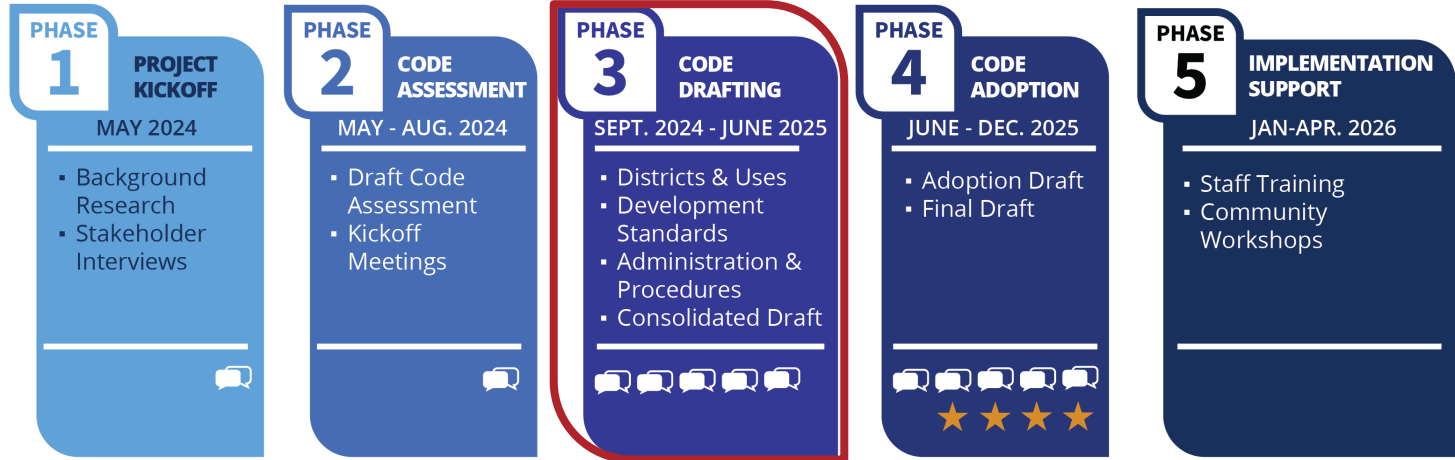 PHASE
1
PROJECT
KICKOFF
MAY 2024
▪ Background
Research
▪ Stakeholder
Interviews
PHASE
2
CODE
ASSESSMENT
MAY - AUG. 2024
▪ Draft Code
Assessment
▪ Kickoff
Meetings
PHASE
3
CODE
DRAFTING
SEPT. 2024 - JUNE 2025
▪ Districts & Uses
▪ Development
Standards
▪ Administration &
Procedures
▪ Consolidated Draft
PHASE
4
CODE
ADOPTION
JUNE - DEC. 2025
▪ Adoption Draft
▪ Final Draft
PHASE
5
IMPLEMENTATION
SUPPORT
JAN-APR. 2026
▪ Staff Training
▪ Community
Workshops